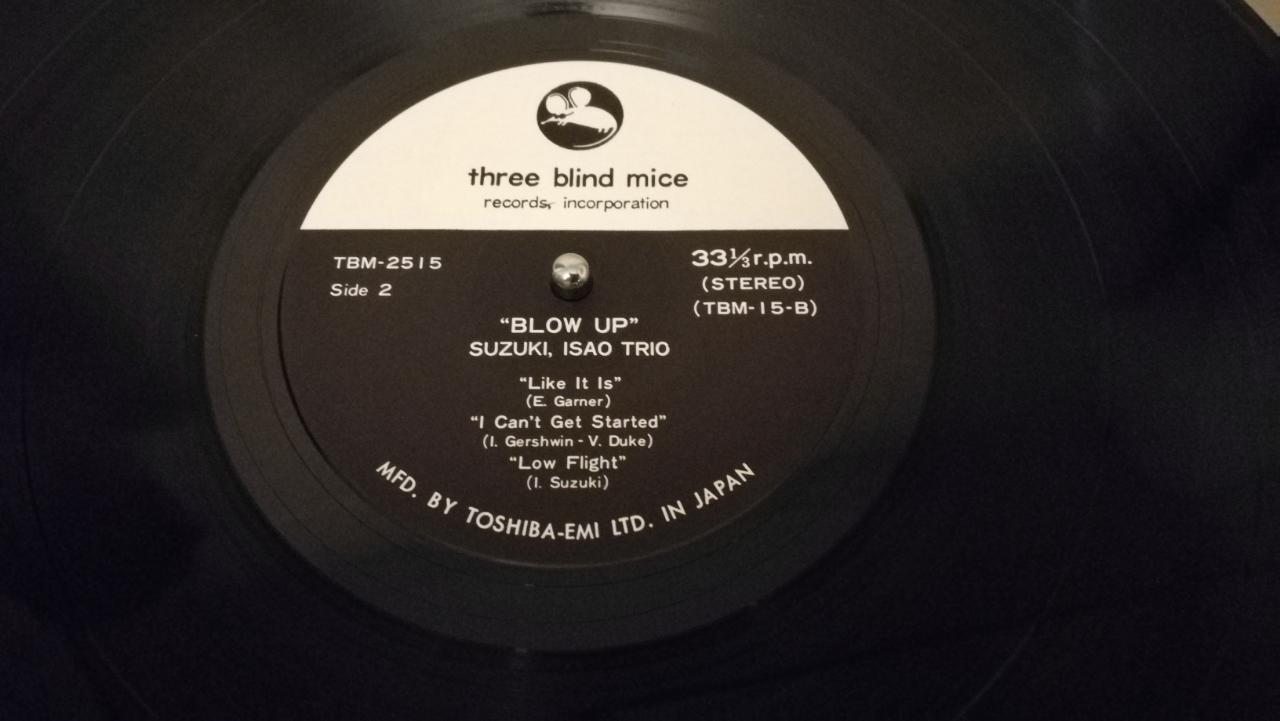 three blind mice
records, incorporation
TBM-2515
Side 2
33⅓ r.p.m.
(STEREO)
(TBM-15-B)
“BLOW UP”
SUZUKI, ISAO TRIO
“Like It Is”
(E. Garner)
“I Can't Get Started”
(I. Gershwin - V. Duke)
“Low Flight”
(I. Suzuki)
MFD. BY TOSHIBA-EMI LTD. IN JAPAN